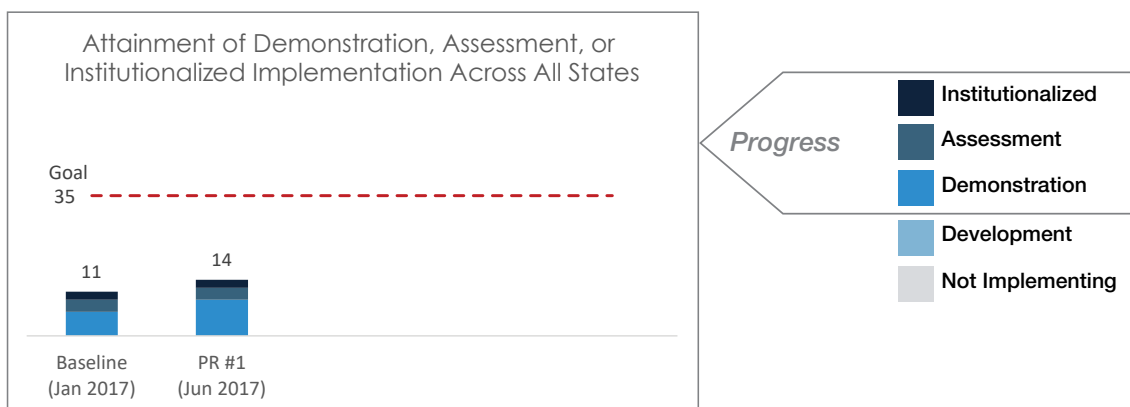 Attainment of Demonstration, Assessment, or
Institutionalized Implementation Across All States
Goal
35
11
14
Baseline
(Jan 2017)
PR #1
(Jun 2017)
Progress
Institutionalized
Assessment
Demonstration
Development
Not Implementing